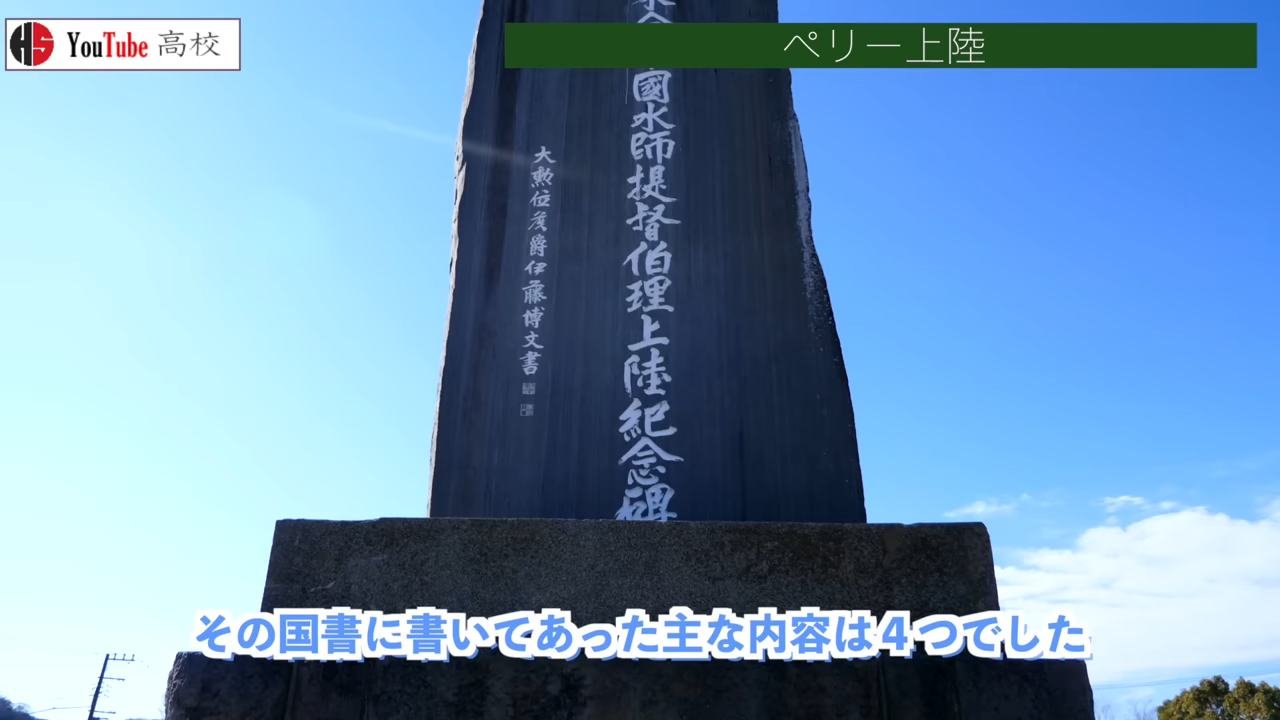 HS YouTube 高校
ペリー上陸
國水師提督伯理上陸紀念碑
大勲位侯爵伊藤博文書
その国書に書いてあった主な内容は４つでした